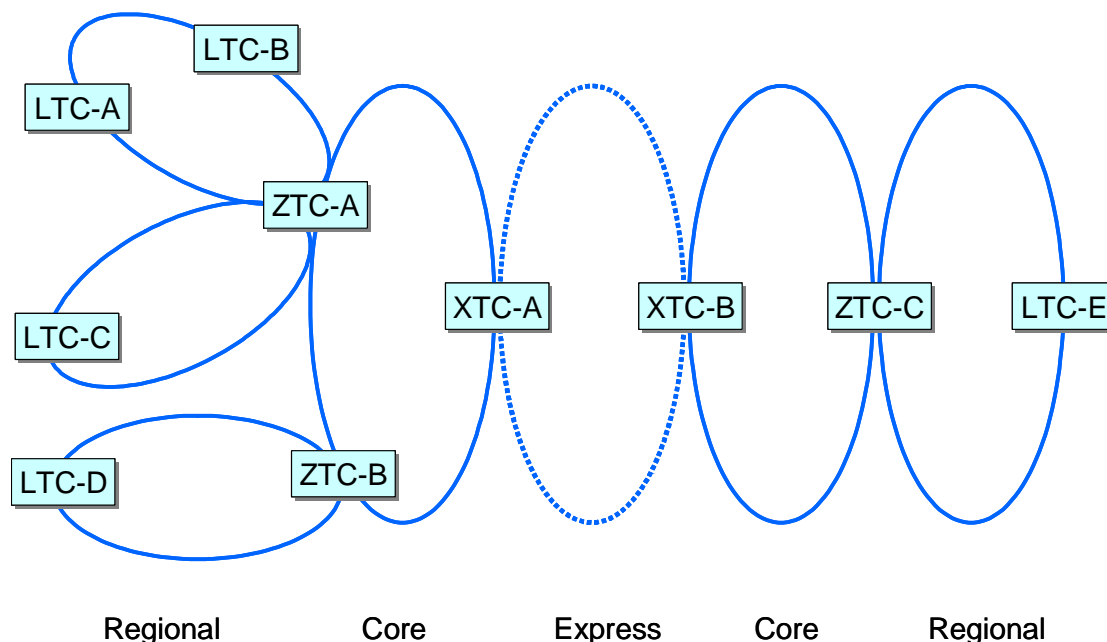 LTC-B
LTC-A
ZTC-A
XTC-A
XTC-B
ZTC-C
LTC-E
LTC-C
LTC-D
ZTC-B
Regional
Core
Express
Core
Regional